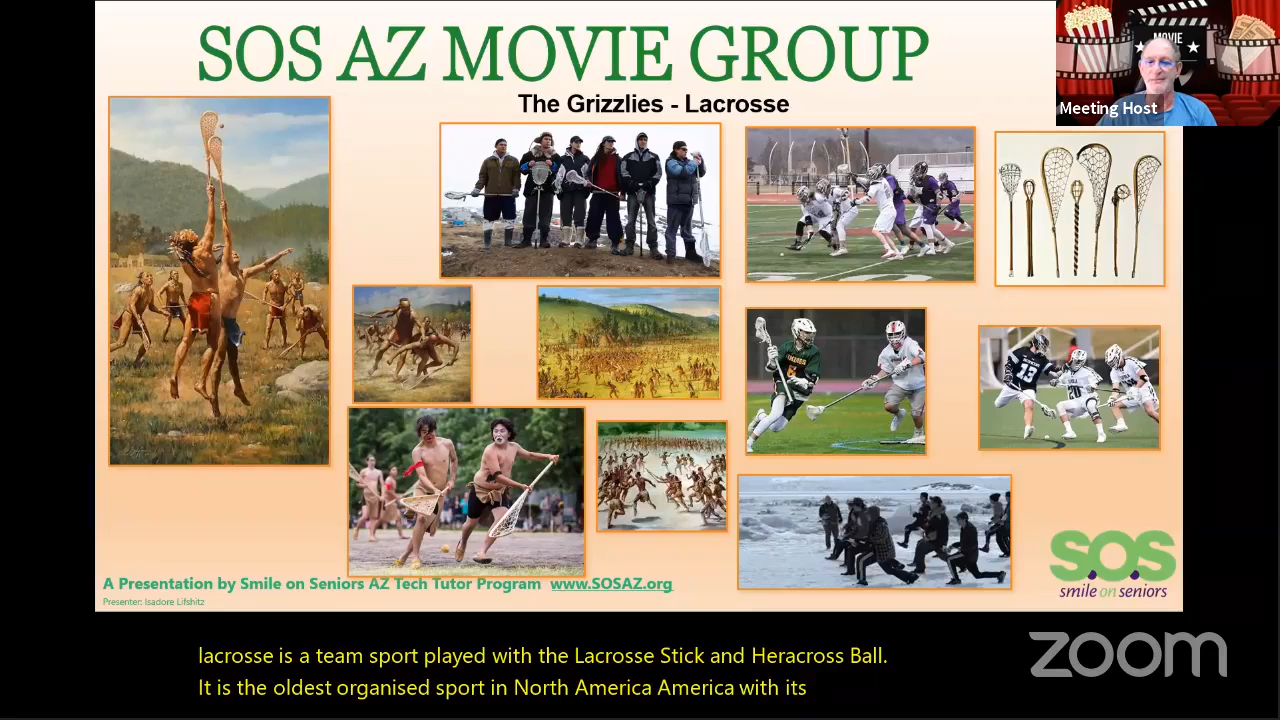 SOS AZ MOVIE GROUP
The Grizzlies - Lacrosse
MOVIE
Meeting Host
13
20
A Presentation by Smile on Seniors AZ Tech Tutor Program www.SOSAZ.org
Presenter: Isadore Lifshitz
S.O.S
smile on seniors
lacrosse is a team sport played with the Lacrosse Stick and Heracross Ball.
It is the oldest organised sport in North America America with its
zoom